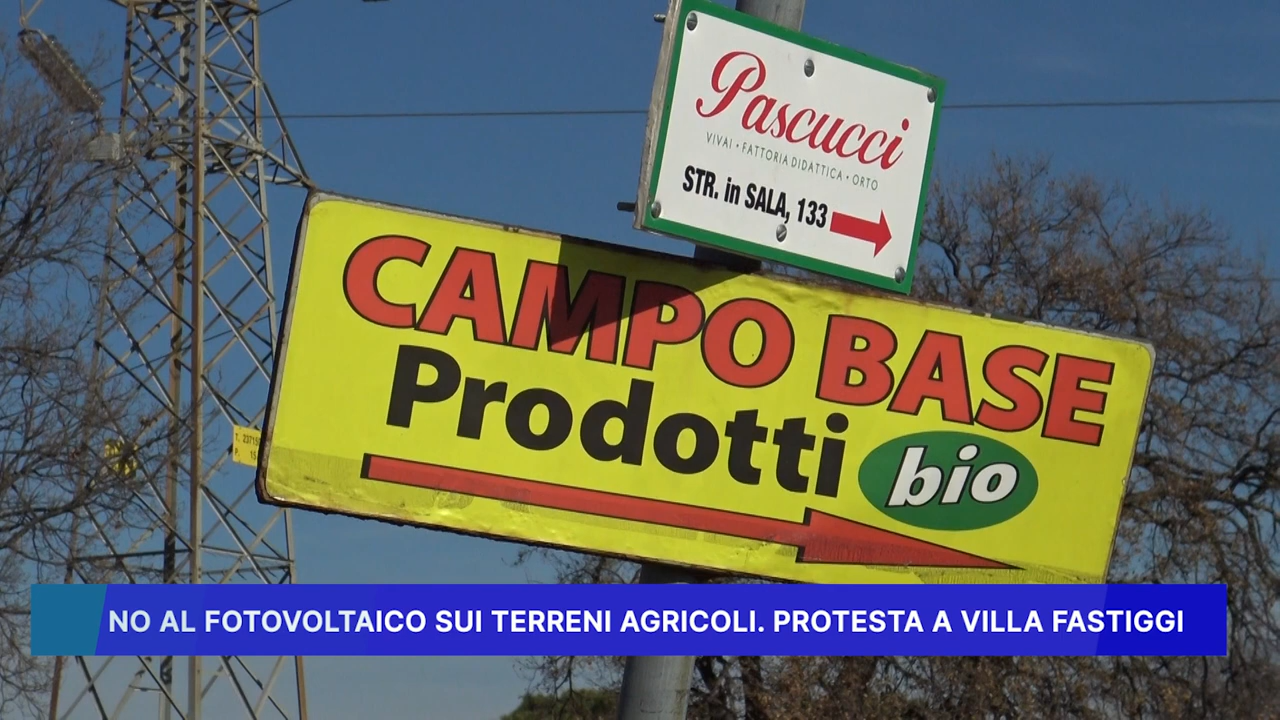 Pascucci
VIVAI • FATTORIA DIDATTICA • ORTO
STR. in SALA, 133
CAMPO BASE
Prodotti bio
NO AL FOTOVOLTAICO SUI TERRENI AGRICOLI. PROTESTA A VILLA FASTIGGI